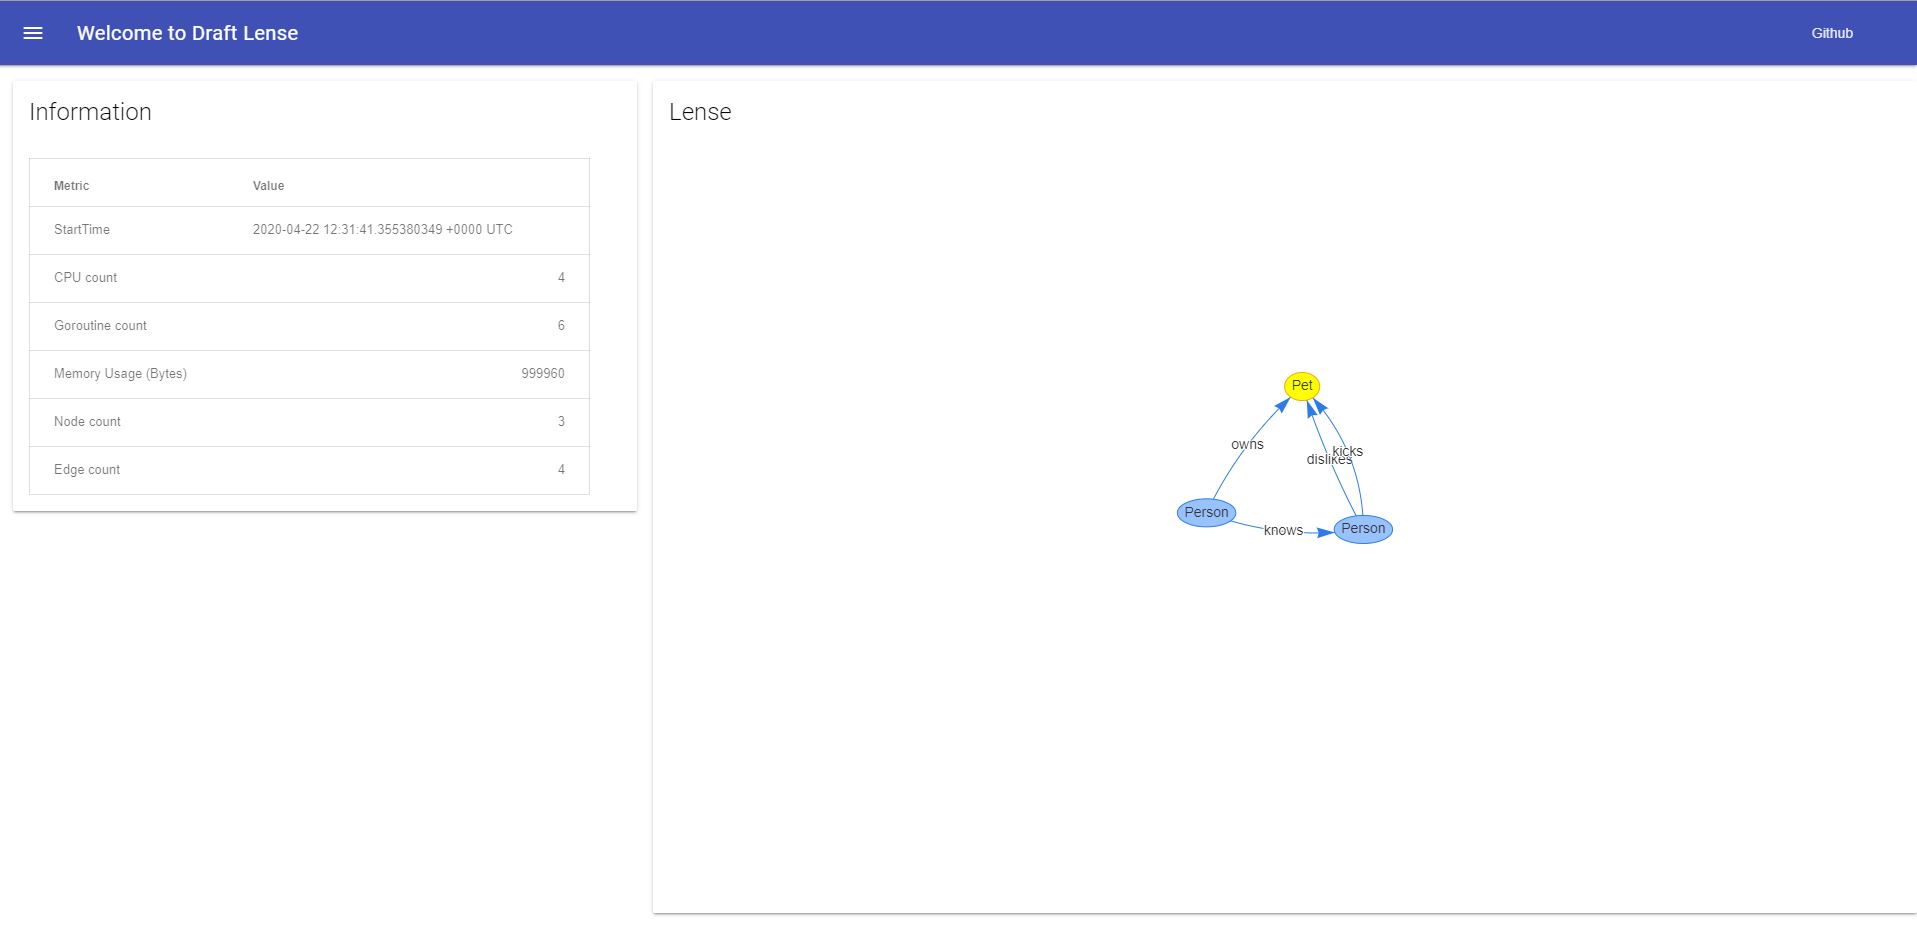 Welcome to Draft Lense
Github
Information
Metric Value
StartTime 2020-04-22 12:31:41.355380349 +0000 UTC
CPU count 4
Goroutine count 6
Memory Usage (Bytes) 999960
Node count 3
Edge count 4
Lense
Pet
owns
kicks
dislikes
Person
Person
knows